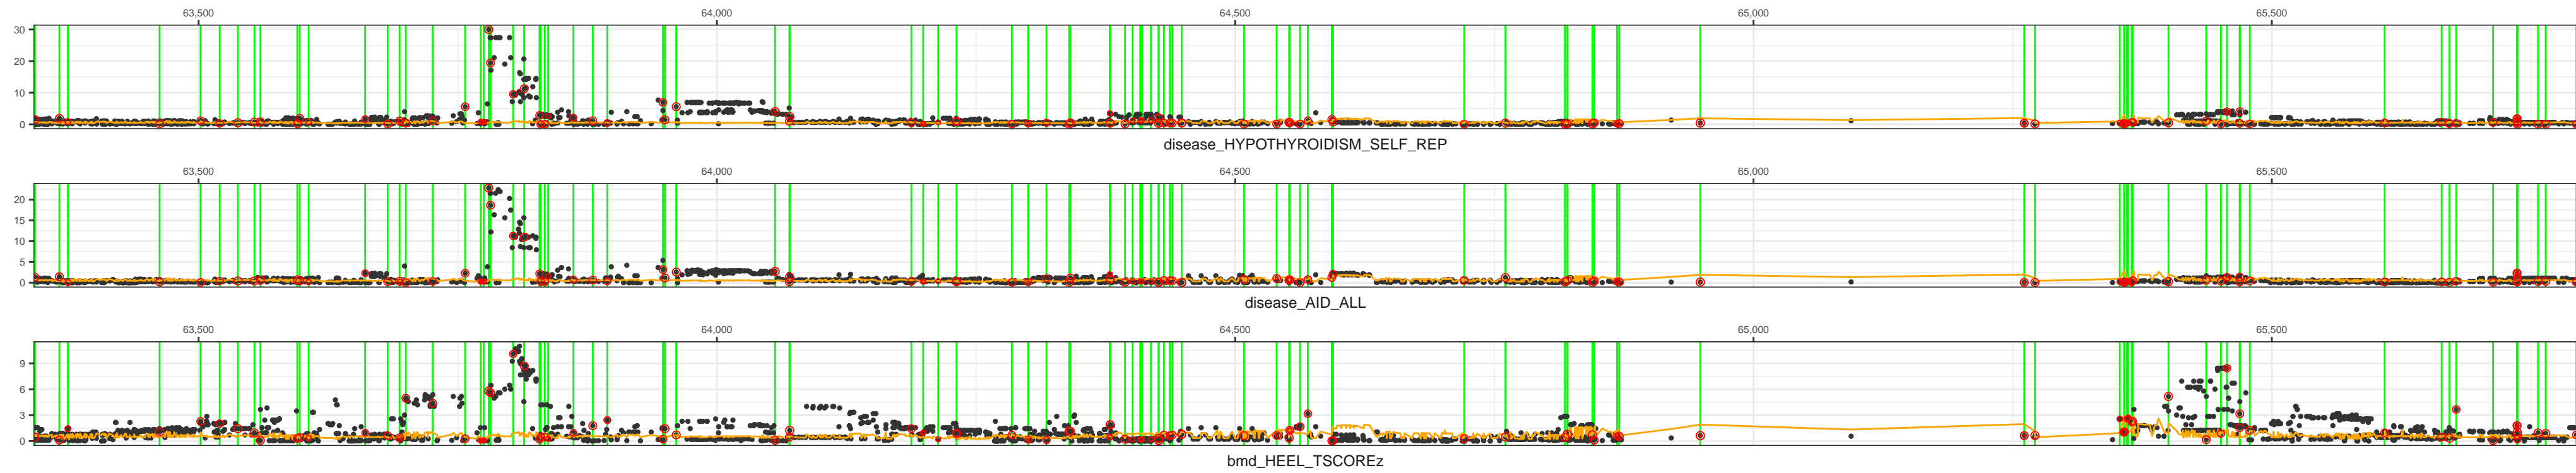 63,500 64,000 64,500 65,000 65,500
30
20
10
0
disease_HYPOTHYROIDISM_SELF_REP
63,500 64,000 64,500 65,000 65,500
20
15
10
5
0
disease_AID_ALL
63,500 64,000 64,500 65,000 65,500
9
6
3
0
bmd_HEEL_TSCOREz